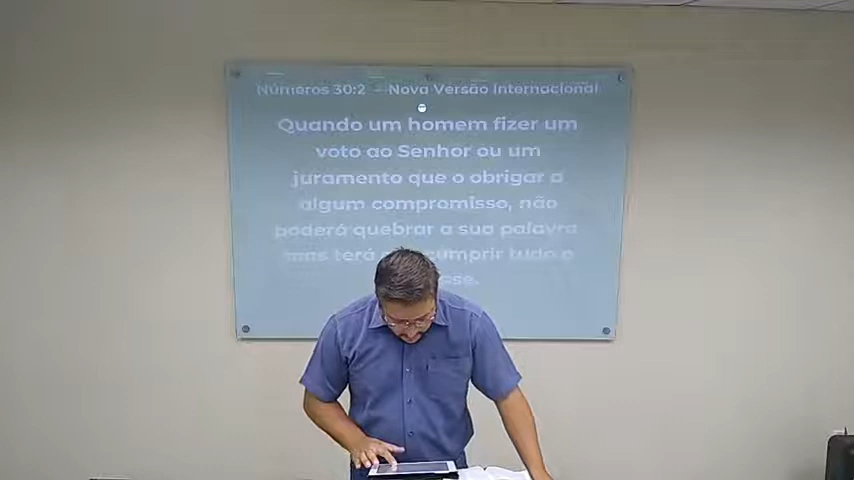 Números 30:2 - Nova Versão Internacional
Quando um homem fizer um
voto ao Senhor ou um
juramento que o obrigar a
algum compromisso, não
poderá quebrar a sua palavra
mas terá cumprir tudo o
disse.